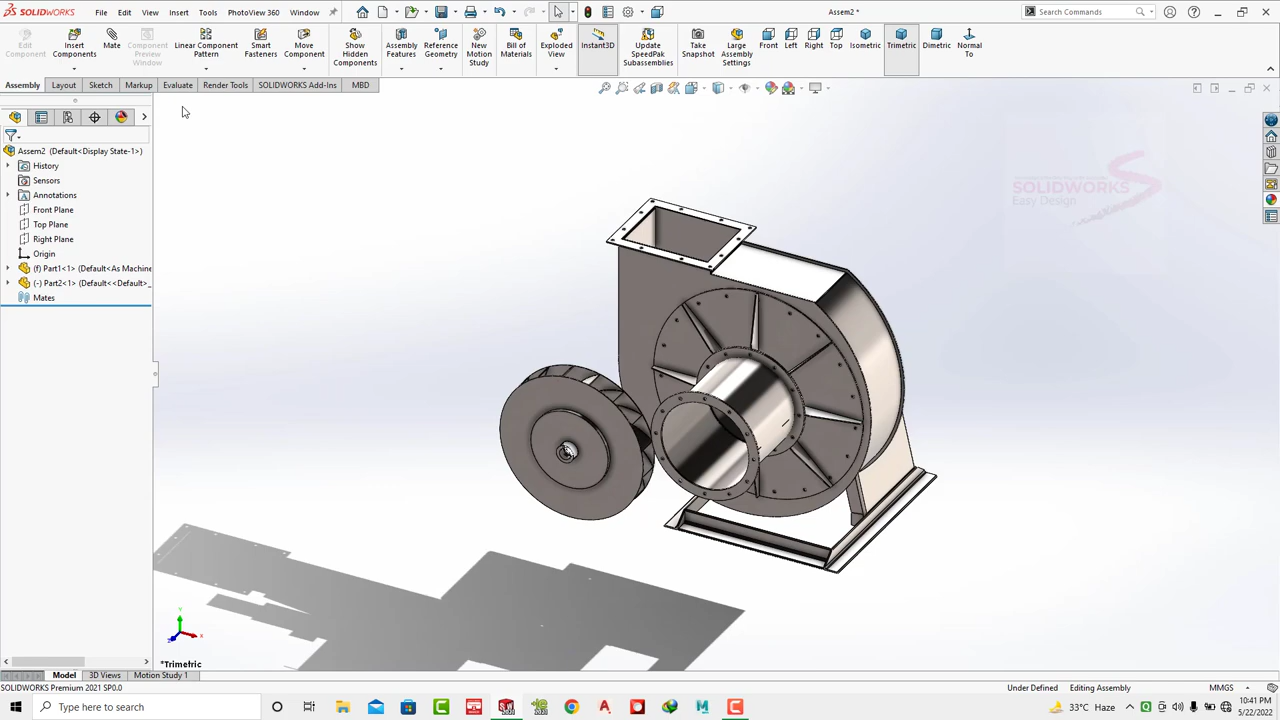 SOLIDWORKS
File
Edit
View
Insert
Tools
PhotoView 360
Window
Assem2 *
Search Commands
Edit
Component
Insert
Components
Mate
Component
Preview
Window
Linear Component
Pattern
Smart
Fasteners
Move
Component
Show
Hidden
Components
Assembly
Features
Reference
Geometry
New
Motion
Study
Bill of
Materials
Exploded
View
Instant3D
Update
SpeedPak
Subassemblies
Take
Snapshot
Large
Assembly
Settings
Front
Left
Right
Top
Isometric
Trimetric
Dimetric
Normal
To
Assembly
Layout
Sketch
Markup
Evaluate
Render Tools
SOLIDWORKS Add-Ins
MBD
Assem2 (Default<Display State-1>)
History
Sensors
Annotations
Front Plane
Top Plane
Right Plane
Origin
(f) Part1<1> (Default<As Machine
(-) Part2<1> (Default<<Default>_
Mates
SOLIDWORKS
Easy Design
*Trimetric
Model
3D Views
Motion Study 1
SOLIDWORKS Premium 2021 SP0.0
Under Defined
Editing Assembly
MMGS
Type here to search
33°C Haze
10:41 PM
5/22/2022